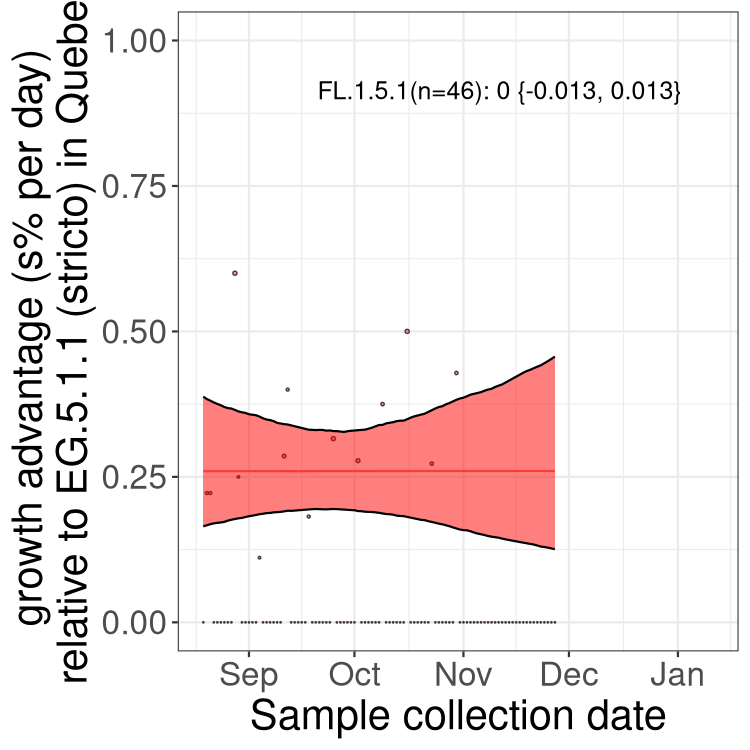 growth advantage (s% per day)
relative to EG.5.1.1 (stricto) in Quebe
1.00
0.75
0.50
0.25
0.00
FL.1.5.1(n=46): 0 {-0.013, 0.013}
Sep Oct Nov Dec Jan
Sample collection date